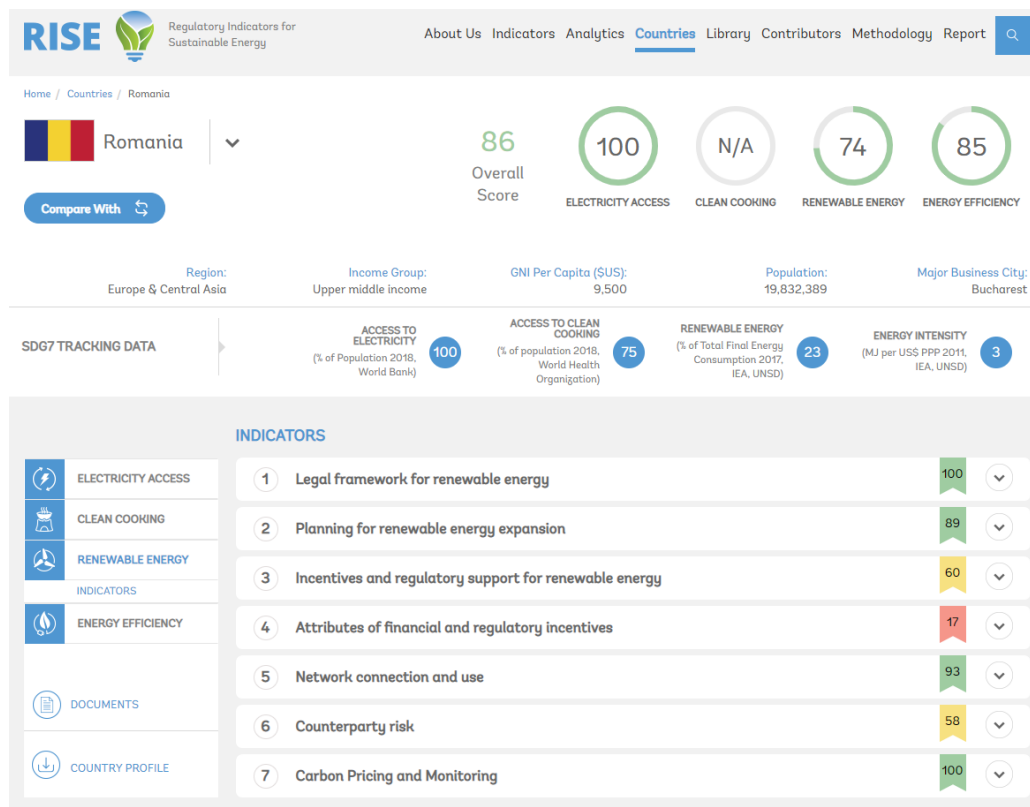 RISE
Regulatory Indicators for
Sustainable Energy
About Us Indicators Analytics Countries Library Contributors Methodology Report
Home / Countries / Romania
Romania
Compare With
86
Overall
Score
100
ELECTRICITY ACCESS
N/A
CLEAN COOKING
74
RENEWABLE ENERGY
85
ENERGY EFFICIENCY
Region:
Europe & Central Asia
Income Group:
Upper middle income
GNI Per Capita ($US):
9,500
Population:
19,832,389
Major Business City:
Bucharest
SDG7 TRACKING DATA
ACCESS TO
ELECTRICITY
(% of Population 2018,
World Bank)
100
ACCESS TO CLEAN
COOKING
(% of population 2018,
World Health
Organization)
75
RENEWABLE ENERGY
(% of Total Final Energy
Consumption 2017,
IEA, UNSD)
23
ENERGY INTENSITY
(MJ per US$ PPP 2011,
IEA, UNSD)
3
ELECTRICITY ACCESS
CLEAN COOKING
RENEWABLE ENERGY
INDICATORS
ENERGY EFFICIENCY
DOCUMENTS
COUNTRY PROFILE
INDICATORS
1 Legal framework for renewable energy 100
2 Planning for renewable energy expansion 89
3 Incentives and regulatory support for renewable energy 60
4 Attributes of financial and regulatory incentives 17
5 Network connection and use 93
6 Counterparty risk 58
7 Carbon Pricing and Monitoring 100